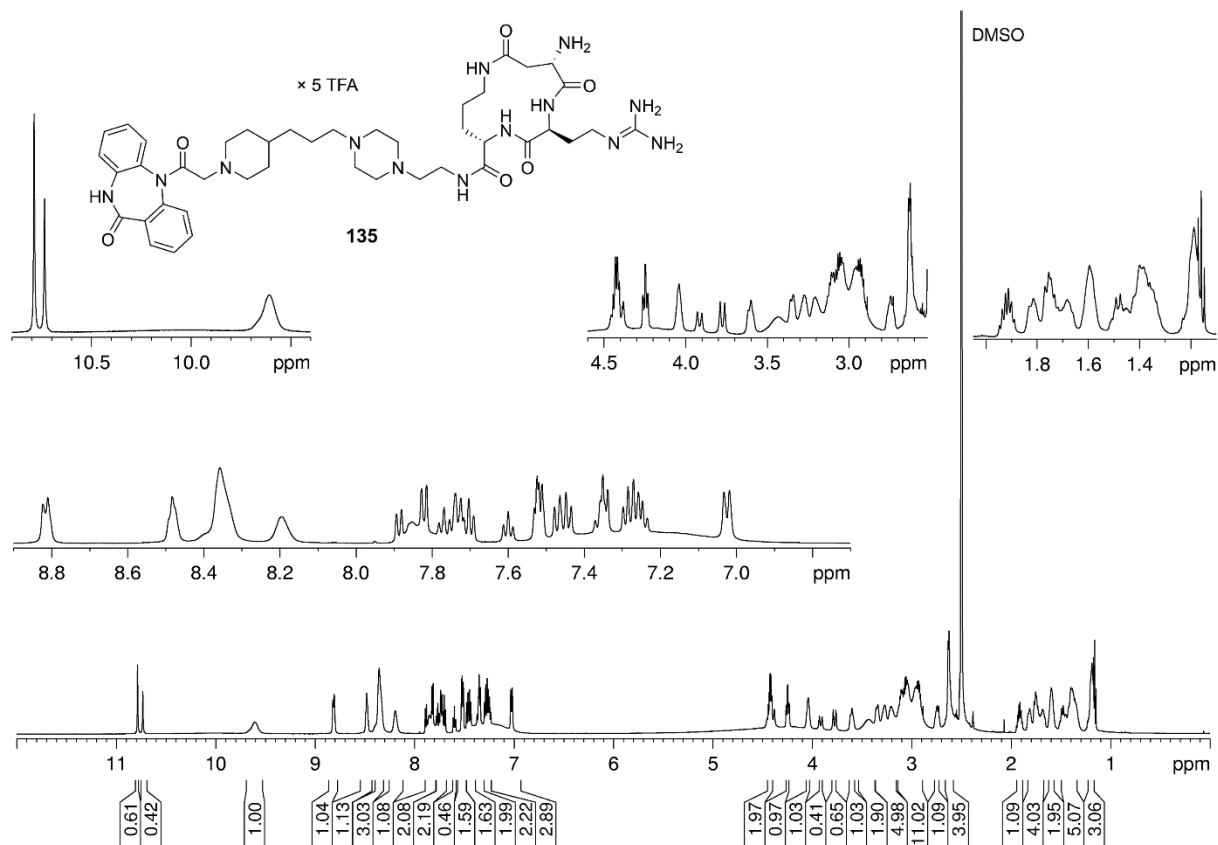 DMSO
O
NH2
HN
O
× 5 TFA
NH
NH2
O
N
NH
N
NH2
N
O
N
N
N
H
O
O
HN
O
135
10.5 10.0 ppm
4.5 4.0 3.5 3.0 ppm
1.8 1.6 1.4 ppm
8.8 8.6 8.4 8.2 8.0 7.8 7.6 7.4 7.2 7.0 ppm
11 10 9 8 7 6 5 4 3 2 1 ppm
0.61 0.42 1.00 1.04 1.13 3.03 1.08 2.08 2.19 0.46 1.59 1.63 1.99 2.22 2.89 1.97 0.97 1.03 0.41 0.65 1.03 1.90 4.98 11.02 1.09 3.95 1.09 4.03 1.95 5.07 3.06